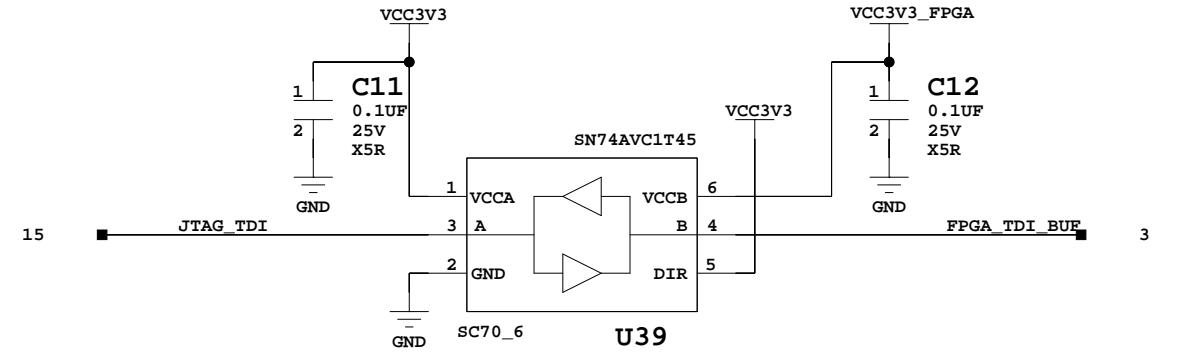 VCC3V3
VCC3V3_FPGA
1
C11
0.1UF
2
25V
X5R
GND
1
C12
0.1UF
2
25V
X5R
GND
VCC3V3
SN74AVC1T45
1
VCCA
VCCB
6
15
JTAG_TDI
3
A
B
4
FPGA_TDI_BUF
3
2
GND
DIR
5
GND
SC70_6
U39